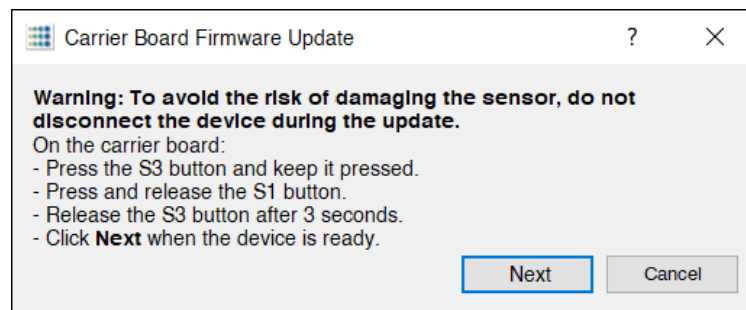 Carrier Board Firmware Update
Warning: To avoid the risk of damaging the sensor, do not
disconnect the device during the update.
On the carrier board:
- Press the S3 button and keep it pressed.
- Press and release the S1 button.
- Release the S3 button after 3 seconds.
- Click Next when the device is ready.
Next Cancel